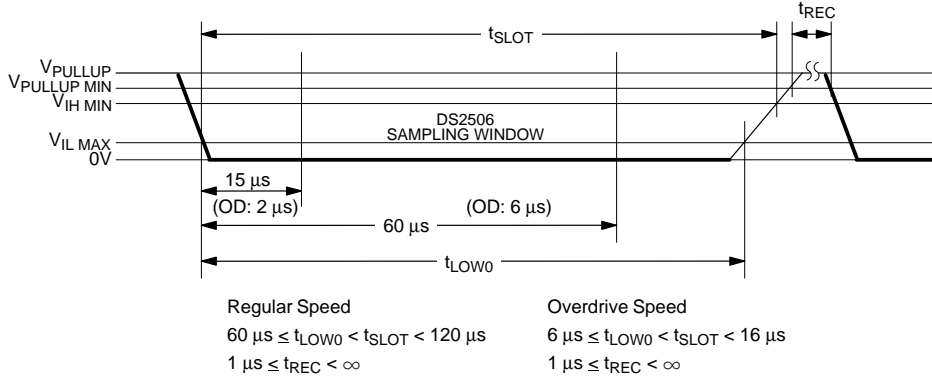 tREC
tSLOT
VPULLUP
VPULLUP MIN
VIH MIN
DS2506
SAMPLING WINDOW
VIL MAX
0V
15 µs
(OD: 2 µs)
(OD: 6 µs)
60 µs
tLOW0
Regular Speed
60 µs ≤ tLOW0 < tSLOT < 120 µs
1 µs ≤ tREC < ∞
Overdrive Speed
6 µs ≤ tLOW0 < tSLOT < 16 µs
1 µs ≤ tREC < ∞